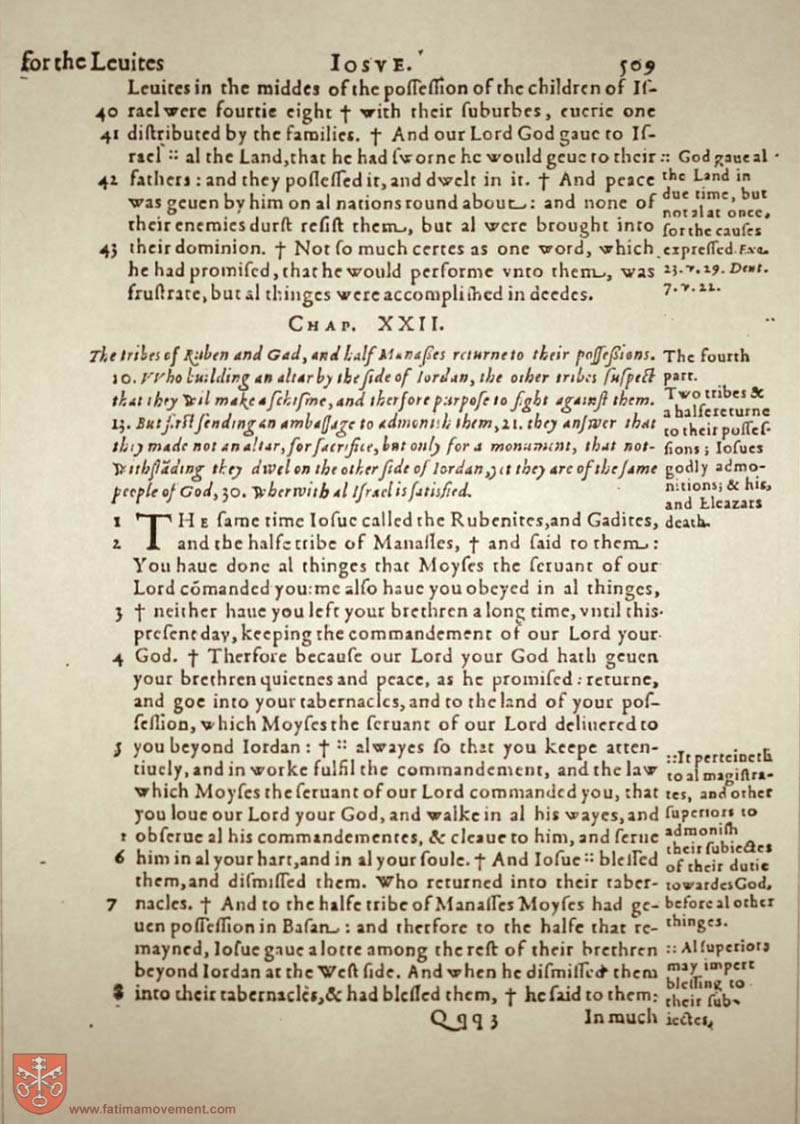 for the Leuites IOSVE. 509
Leuites in the middes of the poſſeſſion of the children of Iſ-
40 rael were fourtie eight † with their ſuburbes, euerie one
41 diſtributed by the families. † And our Lord God gaue to Iſ-
rael :: al the Land, that he had ſworne he would geue to their
42 fathers: and they poſſeſſed it, and dwelt in it. † And peace
was geuen by him on al nations round about: and none of
their enemies durſt reſiſt them, but al were brought into
43 their dominion. † Not ſo much certes as one word, which
he had promiſed, that he would performe vnto them, was
fruſtrate, but al thinges were accompliſhed in deedes.
:: God gaue al
the Land in
due time, but
not al at once,
for the cauſes
expreſſed. Exo.
23. v. 29. Deut.
7. v. 22.
CHAP. XXII.
The tribes of Ruben and Gad, and half Manaſſes returne to their poſſeſſions.
10. VVho building an altar by the ſide of Iordan, the other tribes ſuſpect
that they wil make a ſchiſme, and therfore purpoſe to fight againſt them.
13. But firſt ſending an ambaſſage to admonish them, 21. they anſwer that
they made not an altar, for ſacrifice, but only for a monument, that not-
withſtãding they dwel on the other ſide of Iordan, yet they are of the ſame
people of God, 30. wherwith al Iſrael is ſatisfied.
The fourth
part.
Two tribes &
a halfe returne
to their poſſeſ-
ſions; Ioſues
godly admo-
nitions; & his,
and Eleazars
death.
1 THE ſame time Ioſue called the Rubenites, and Gadites,
2 and the halfe tribe of Manaſſes, † and ſaid to them:
You haue done al thinges that Moyſes the ſeruant of our
Lord cõmanded you: me alſo haue you obeyed in al thinges,
3 † neither haue you left your brethren a long time, vntil this
preſent day, keeping the commandement of our Lord your
4 God. † Therfore becauſe our Lord your God hath geuen
your brethren quietnes and peace, as he promiſed: returne,
and goe into your tabernacles, and to the land of your poſ-
ſeſſion, which Moyſes the ſeruant of our Lord deliuered to
5 you beyond Iordan: † :: alwayes ſo that you keepe atten-
tiuely, and in worke fulfil the commandement, and the law
which Moyſes the ſeruant of our Lord commanded you, that
you loue our Lord your God, and walke in al his wayes, and
obſerue al his commandementes, & cleaue to him, and ſerue
6 him in al your hart, and in al your ſoule. † And Ioſue :: bleſſed
them, and diſmiſſed them. Who returned into their taber-
7 nacles. † And to the halfe tribe of Manaſſes Moyſes had ge-
uen poſſeſſion in Baſan: and therfore to the halfe that re-
mayned, Ioſue gaue a lotte among the reſt of their brethren
beyond Iordan at the Weſt ſide. And when he diſmiſſed them
8 into their tabernacles, & had bleſſed them, † he ſaid to them:
::It perteineth
to al magiſtra-
tes, and other
ſuperiors to
admoniſh
their ſubiectes
of their dutie
towardes God,
before al other
thinges.
:: Al ſuperiors
may impert
bleſſing to
their ſub-
iectes,
Qqq 3 In much
www.fatimamovement.com